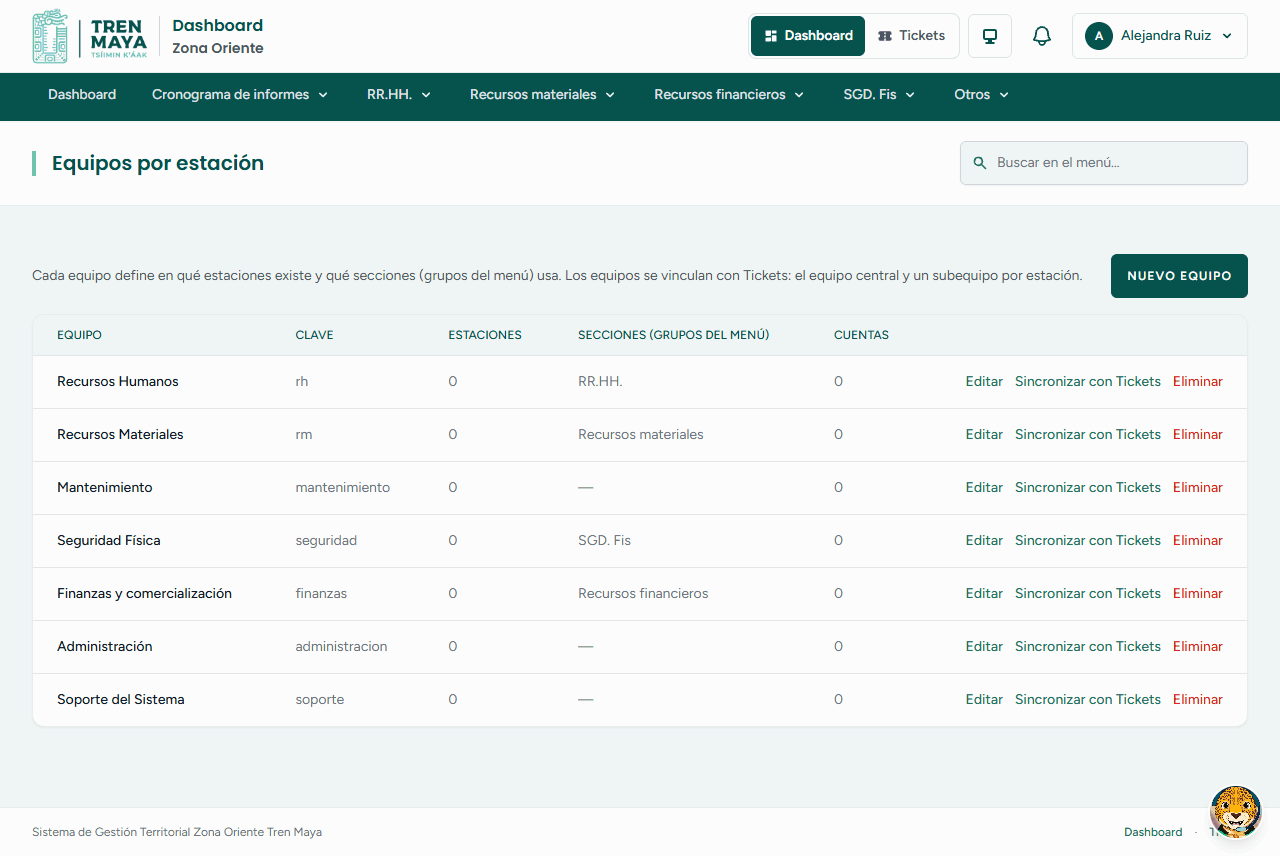 TREN
MAYA
TSÍIMIN K'ÁAK
Dashboard
Zona Oriente
Dashboard
Tickets
A
Alejandra Ruiz
Dashboard
Cronograma de informes
RR.HH.
Recursos materiales
Recursos financieros
SGD. Fis
Otros
Equipos por estación
Buscar en el menú...
Cada equipo define en qué estaciones existe y qué secciones (grupos del menú) usa. Los equipos se vinculan con Tickets: el equipo central y un subequipo por estación.
NUEVO EQUIPO
EQUIPO CLAVE ESTACIONES SECCIONES (GRUPOS DEL MENÚ) CUENTAS
Recursos Humanos rh 0 RR.HH. 0 Editar Sincronizar con Tickets Eliminar
Recursos Materiales rm 0 Recursos materiales 0 Editar Sincronizar con Tickets Eliminar
Mantenimiento mantenimiento 0 — 0 Editar Sincronizar con Tickets Eliminar
Seguridad Física seguridad 0 SGD. Fis 0 Editar Sincronizar con Tickets Eliminar
Finanzas y comercialización finanzas 0 Recursos financieros 0 Editar Sincronizar con Tickets Eliminar
Administración administracion 0 — 0 Editar Sincronizar con Tickets Eliminar
Soporte del Sistema soporte 0 — 0 Editar Sincronizar con Tickets Eliminar
Sistema de Gestión Territorial Zona Oriente Tren Maya
Dashboard ·